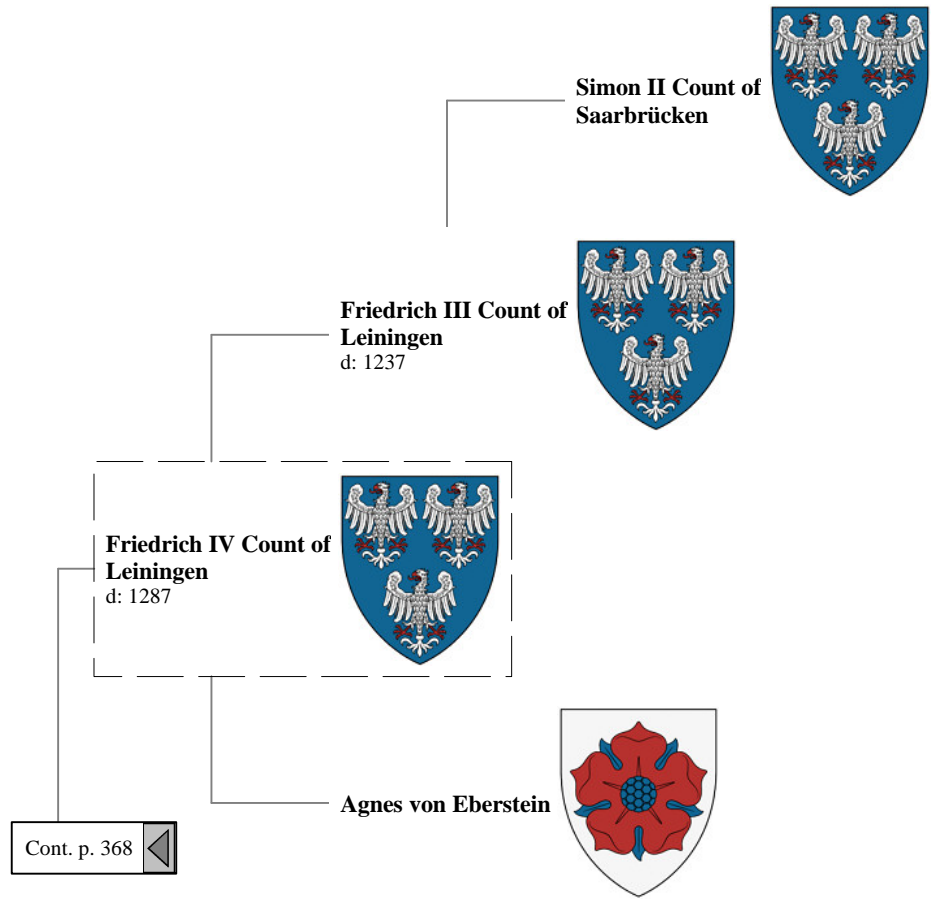 Simon II Count of
Saarbrücken
Friedrich III Count of
Leiningen
d: 1237
Friedrich IV Count of
Leiningen
d: 1287
Agnes von Eberstein
Cont. p. 368